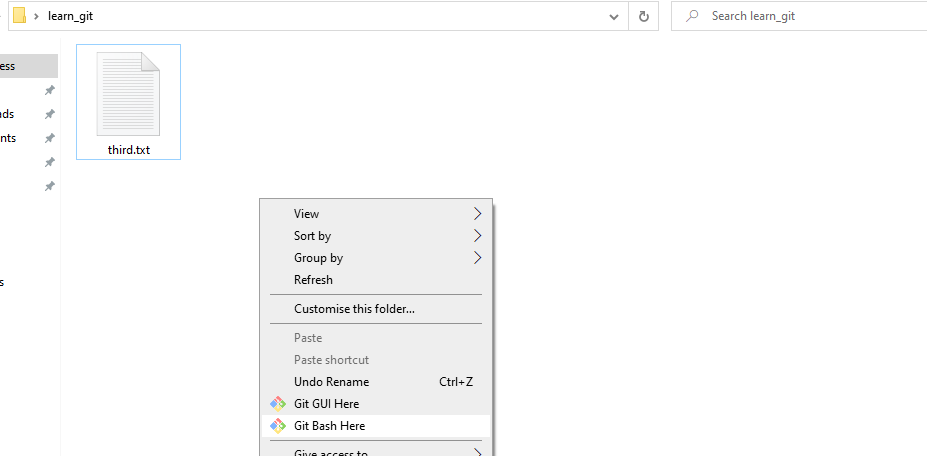 learn_git
Search learn_git
ess
ads
nts
s
third.txt
View
Sort by
Group by
Refresh
Customise this folder...
Paste
Paste shortcut
Undo Rename Ctrl+Z
Git GUI Here
Git Bash Here
Give access to